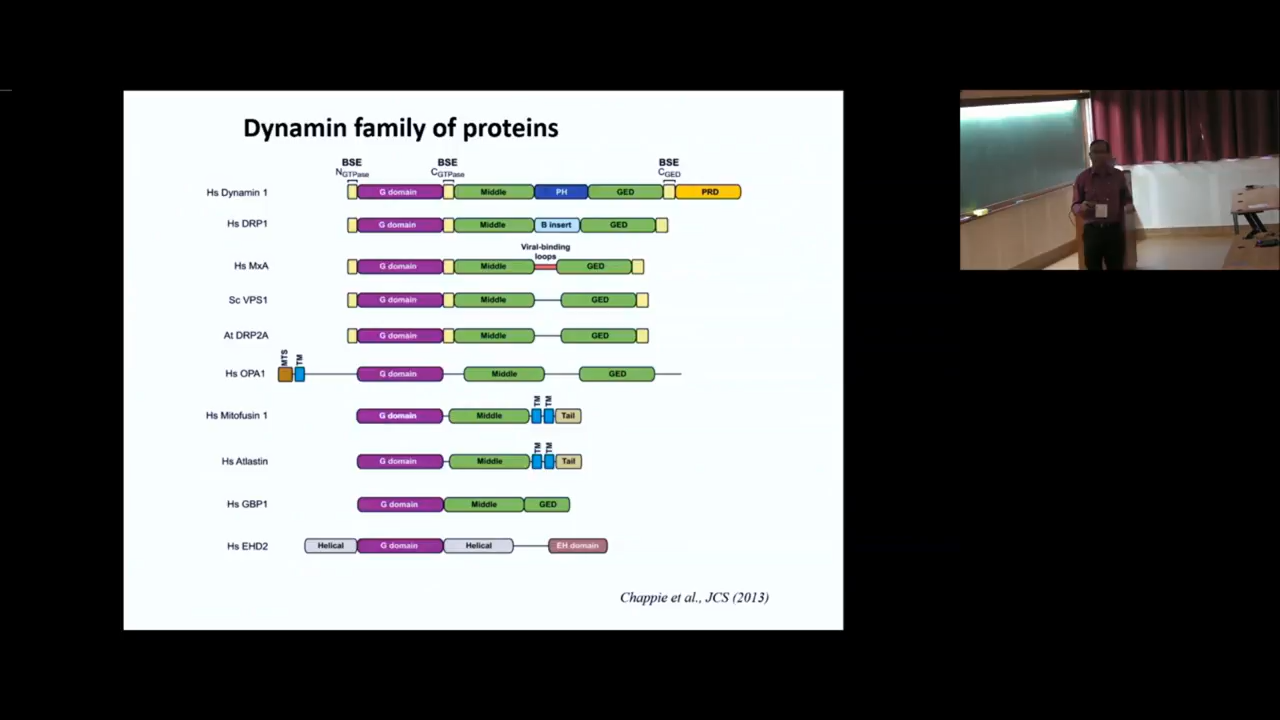 Dynamin family of proteins
BSE BSE BSE
NGTPase CGTPase CGED
Hs Dynamin 1 G domain Middle PH GED PRD
Hs DRP1 G domain Middle B insert GED
Viral-binding
loops
Hs MxA G domain Middle GED
Sc VPS1 G domain Middle GED
At DRP2A G domain Middle GED
MTS TM
Hs OPA1 G domain Middle GED
TM TM
Hs Mitofusin 1 G domain Middle Tail
TM TM
Hs Atlastin G domain Middle Tail
Hs GBP1 G domain Middle GED
Hs EHD2 Helical G domain Helical EH domain
Chappie et al., JCS (2013)